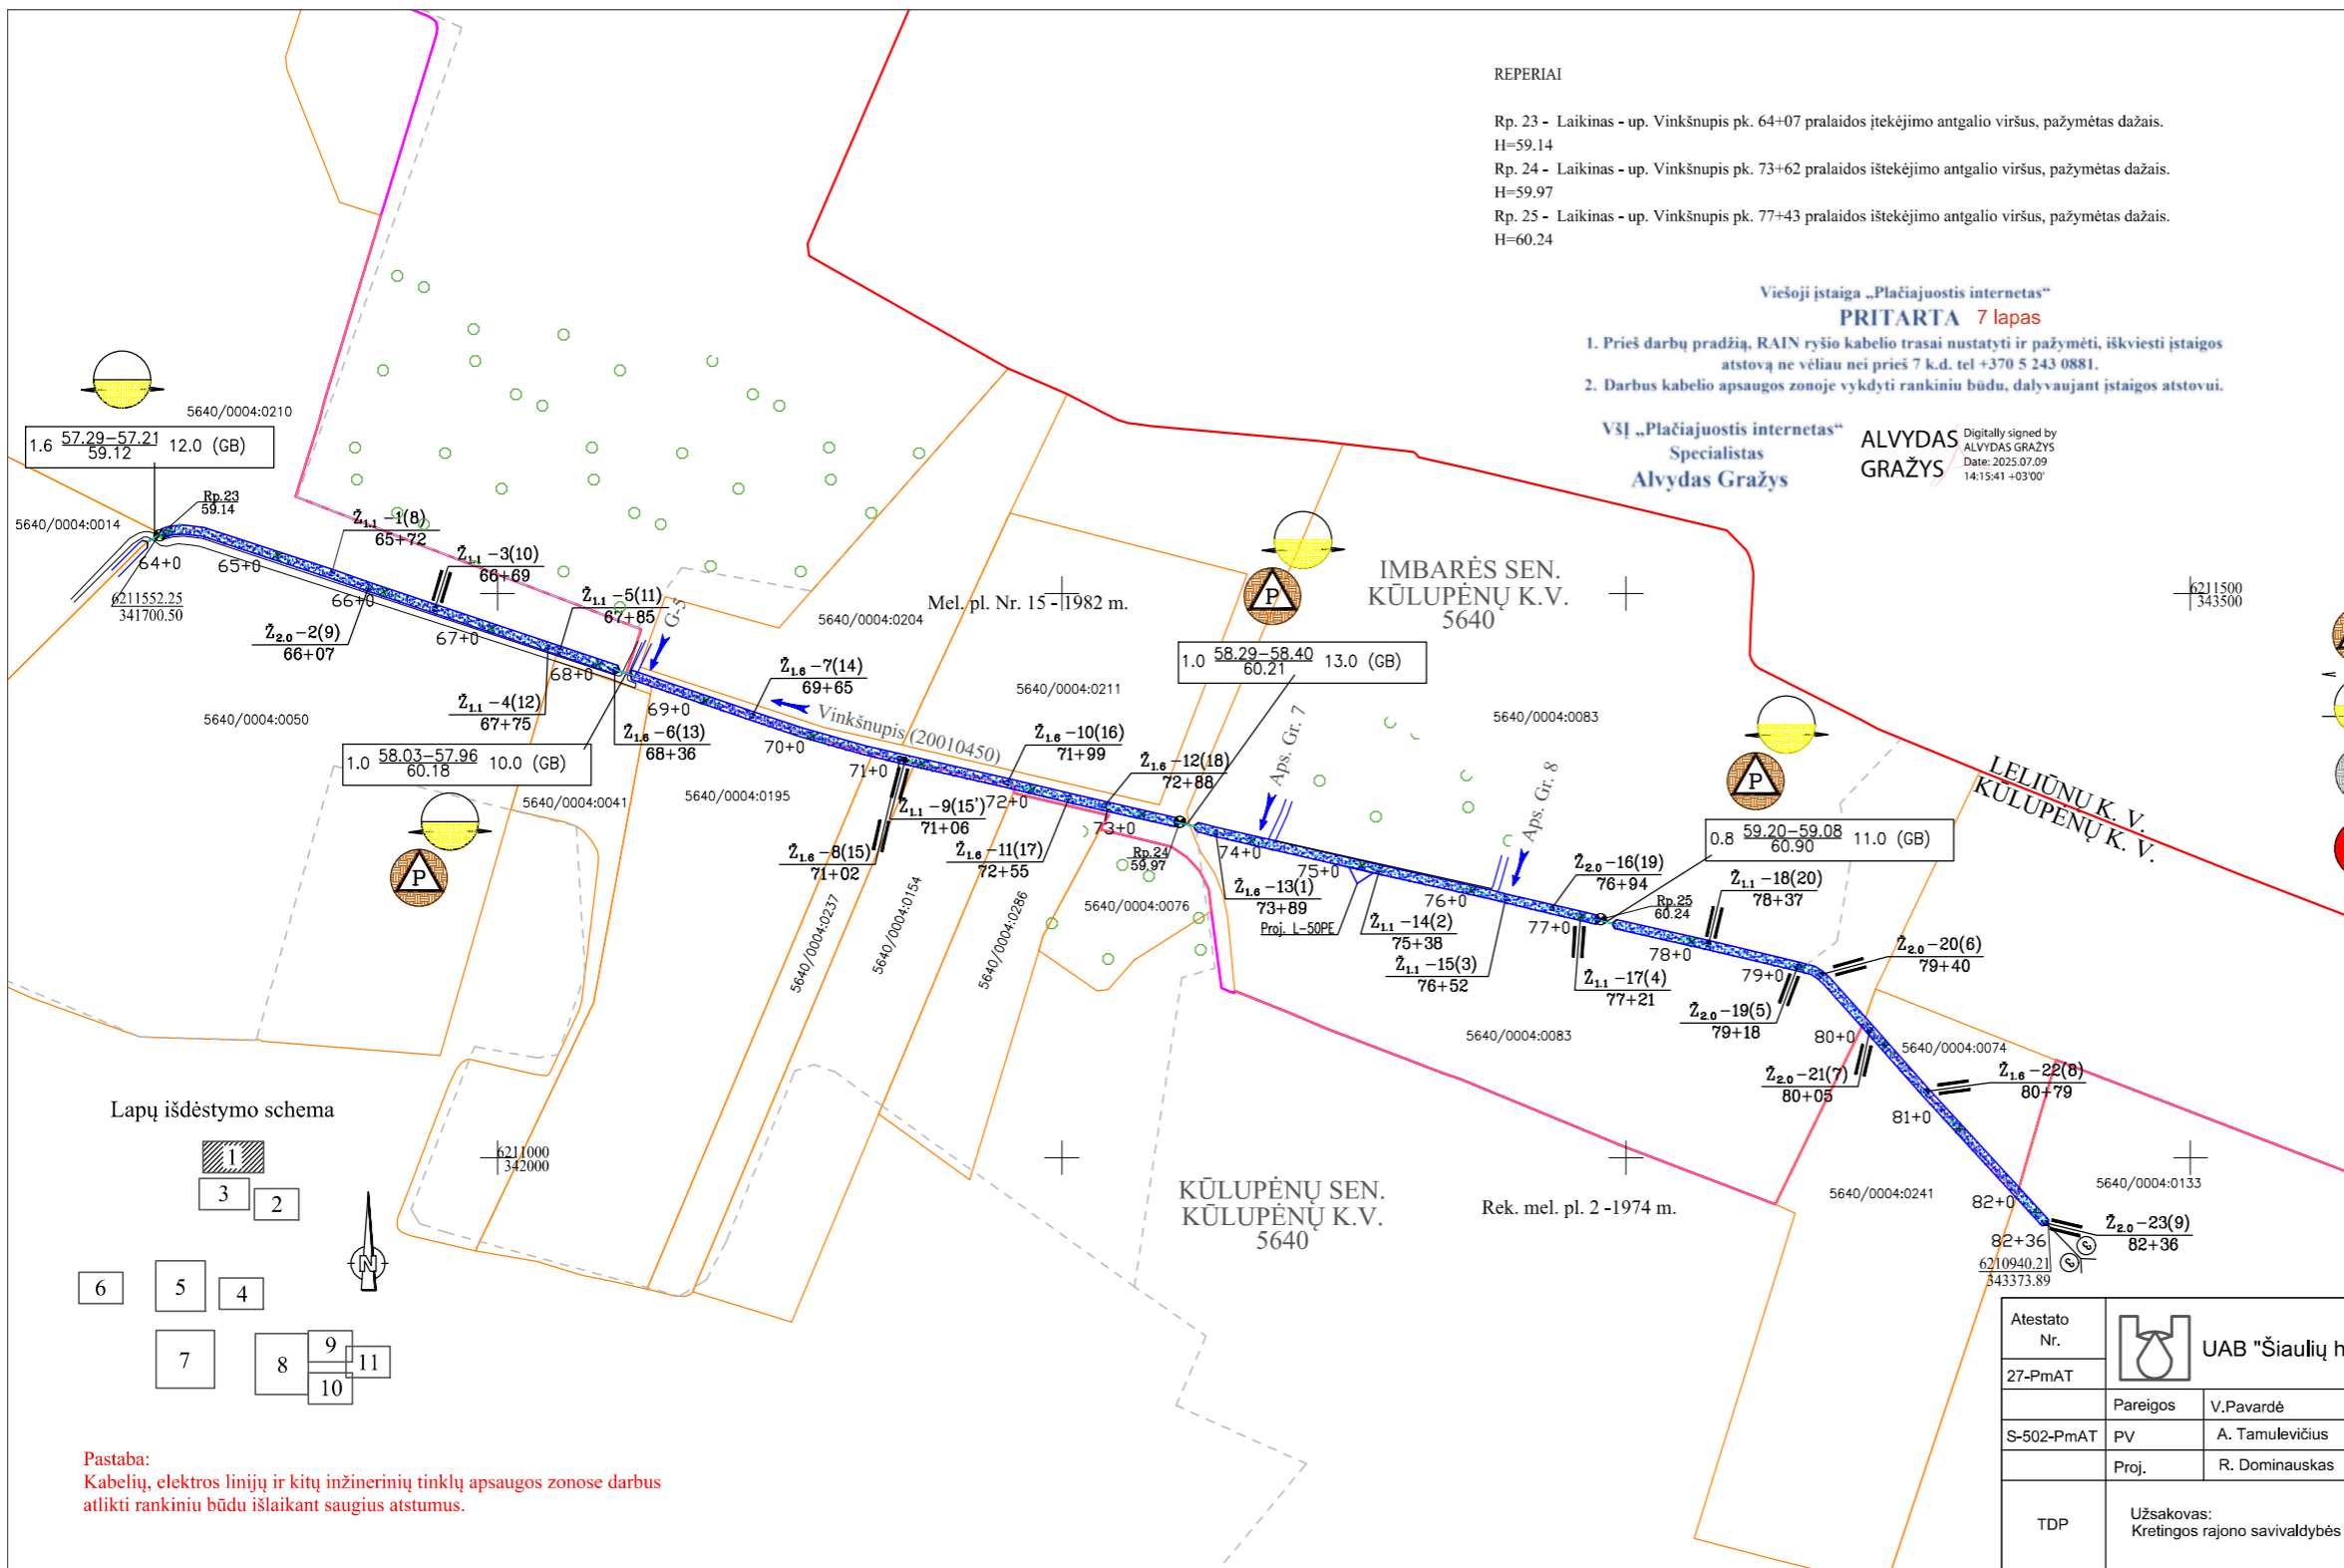 REPERIAI
Rp. 23 - Laikinas - up. Vinkšnupis pk. 64+07 pralaidos įtekėjimo antgalio viršus, pažymėtas dažais.
H=59.14
Rp. 24 - Laikinas - up. Vinkšnupis pk. 73+62 pralaidos ištekėjimo antgalio viršus, pažymėtas dažais.
H=59.97
Rp. 25 - Laikinas - up. Vinkšnupis pk. 77+43 pralaidos ištekėjimo antgalio viršus, pažymėtas dažais.
H=60.24
Viešoji įstaiga „Plačiajuostis internetas“
PRITARTA 7 lapas
1. Prieš darbų pradžią, RAIN ryšio kabelio trasai nustatyti ir pažymėti, iškviesti įstaigos
atstovą ne vėliau nei prieš 7 k.d. tel +370 5 243 0881.
2. Darbus kabelio apsaugos zonoje vykdyti rankiniu būdu, dalyvaujant įstaigos atstovui.
VšĮ „Plačiajuostis internetas“
Specialistas
Alvydas Gražys
ALVYDAS
GRAŽYS
Digitally signed by
ALVYDAS GRAŽYS
Date: 2025.07.09
14:15:41 +03'00'
5640/0004:0210
1.6 57.29-57.21 12.0 (GB)
59.12
Rp.23
59.14
5640/0004:0014
64+0
65+0
6211552.25
341700.50
Ž1.1 -1(8)
65+72
66+0
Ž2.0 -2(9)
66+07
Ž1.1 -3(10)
66+69
67+0
Ž1.1 -5(11)
67+85
68+0
Ž1.1 -4(12)
67+75
G-5
5640/0004:0050
Ž1.6 -6(13)
68+36
69+0
1.0 58.03-57.96 10.0 (GB)
60.18
5640/0004:0041
5640/0004:0204
Mel. pl. Nr. 15 -1982 m.
Ž1.6 -7(14)
69+65
70+0
Vinkšnupis (20010450)
5640/0004:0211
5640/0004:0195
71+0
Ž1.6 -8(15)
71+02
Ž1.1 -9(15')
71+06
Ž1.6 -10(16)
71+99
72+0
Ž1.6 -11(17)
72+55
Ž1.6 -12(18)
72+88
73+0
Rp.24
59.97
P
IMBARĖS SEN.
KŪLUPĖNŲ K.V.
5640
1.0 58.29-58.40 13.0 (GB)
60.21
5640/0004:0083
Aps. Gr. 7
Aps. Gr. 8
74+0
75+0
Ž1.6 -13(1)
73+89
Proj. L-50PE
Ž1.1 -14(2)
75+38
76+0
Ž1.1 -15(3)
76+52
Ž2.0 -16(19)
76+94
77+0
Rp.25
60.24
Ž1.1 -17(4)
77+21
0.8 59.20-59.08 11.0 (GB)
60.90
P
Ž1.1 -18(20)
78+37
78+0
79+0
Ž2.0 -19(5)
79+18
Ž2.0 -20(6)
79+40
80+0
Ž2.0 -21(7)
80+05
5640/0004:0074
Ž1.6 -22(8)
80+79
81+0
82+0
82+36
Ž2.0 -23(9)
82+36
6210940.21
343373.89
3
3
5640/0004:0133
5640/0004:0241
LELIŪNŲ K. V.
KŪLUPĖNŲ K. V.
6211500
343500
P
5640/0004:0237
5640/0004:0154
5640/0004:0286
5640/0004:0076
5640/0004:0083
6211000
342000
KŪLUPĖNŲ SEN.
KŪLUPĖNŲ K.V.
5640
Rek. mel. pl. 2 -1974 m.
Lapų išdėstymo schema
1
3
2
N
6
5
4
7
8
9
11
10
Pastaba:
Kabelių, elektros linijų ir kitų inžinerinių tinklų apsaugos zonose darbus
atlikti rankiniu būdu išlaikant saugius atstumus.
Atestato
Nr.
UAB "Šiaulių h
27-PmAT
Pareigos V.Pavardė
S-502-PmAT PV A. Tamulevičius
Proj. R. Dominauskas
TDP
Užsakovas:
Kretingos rajono savivaldybės